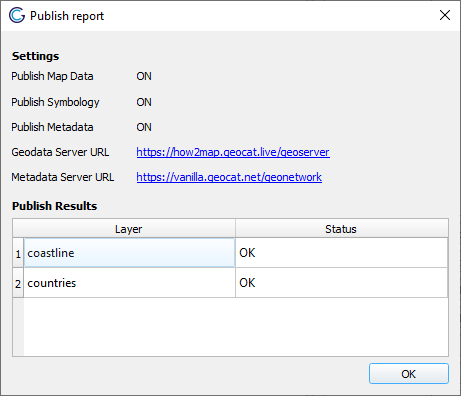 Publish report
Settings
Publish Map Data ON
Publish Symbology ON
Publish Metadata ON
Geodata Server URL https://how2map.geocat.live/geoserver
Metadata Server URL https://vanilla.geocat.net/geonetwork
Publish Results
Layer Status
1 coastline OK
2 countries OK
OK